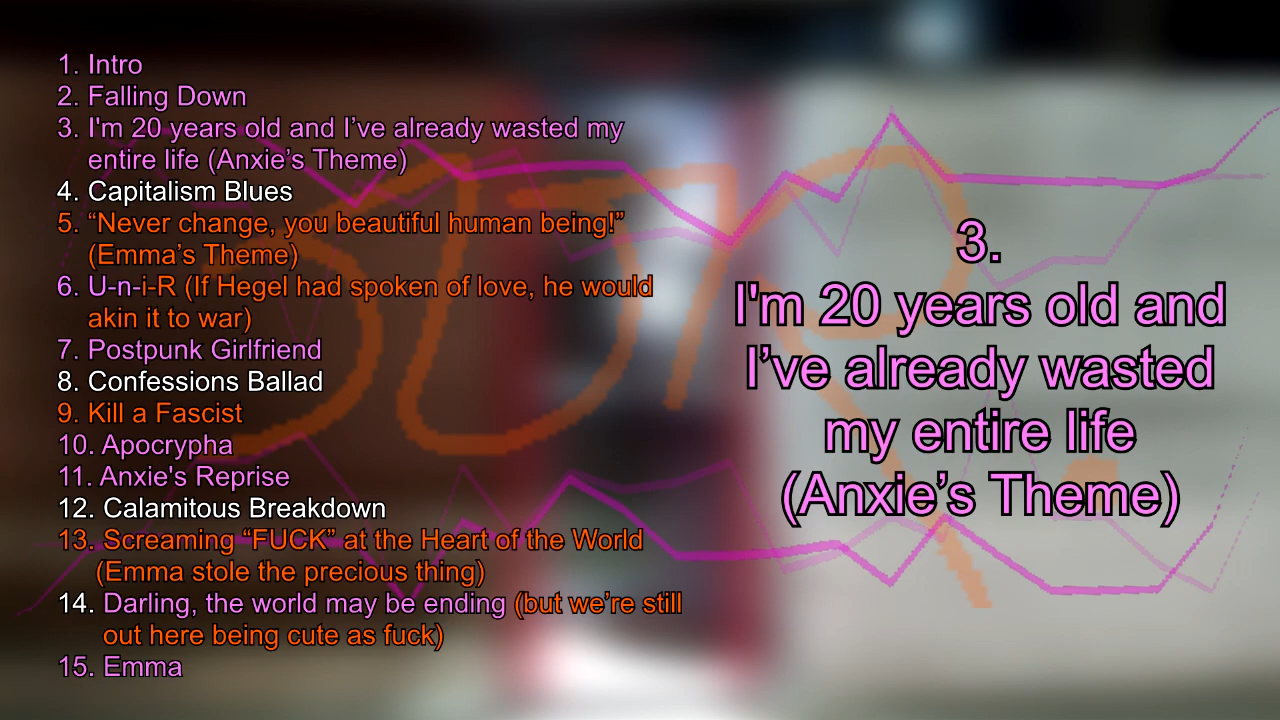 1. Intro
2. Falling Down
3. I'm 20 years old and I’ve already wasted my
entire life (Anxie’s Theme)
4. Capitalism Blues
5. “Never change, you beautiful human being!”
(Emma’s Theme)
6. U-n-i-R (If Hegel had spoken of love, he would
akin it to war)
7. Postpunk Girlfriend
8. Confessions Ballad
9. Kill a Fascist
10. Apocrypha
11. Anxie's Reprise
12. Calamitous Breakdown
13. Screaming “FUCK” at the Heart of the World
(Emma stole the precious thing)
14. Darling, the world may be ending (but we’re still
out here being cute as fuck)
15. Emma
3.
I'm 20 years old and
I’ve already wasted
my entire life
(Anxie’s Theme)